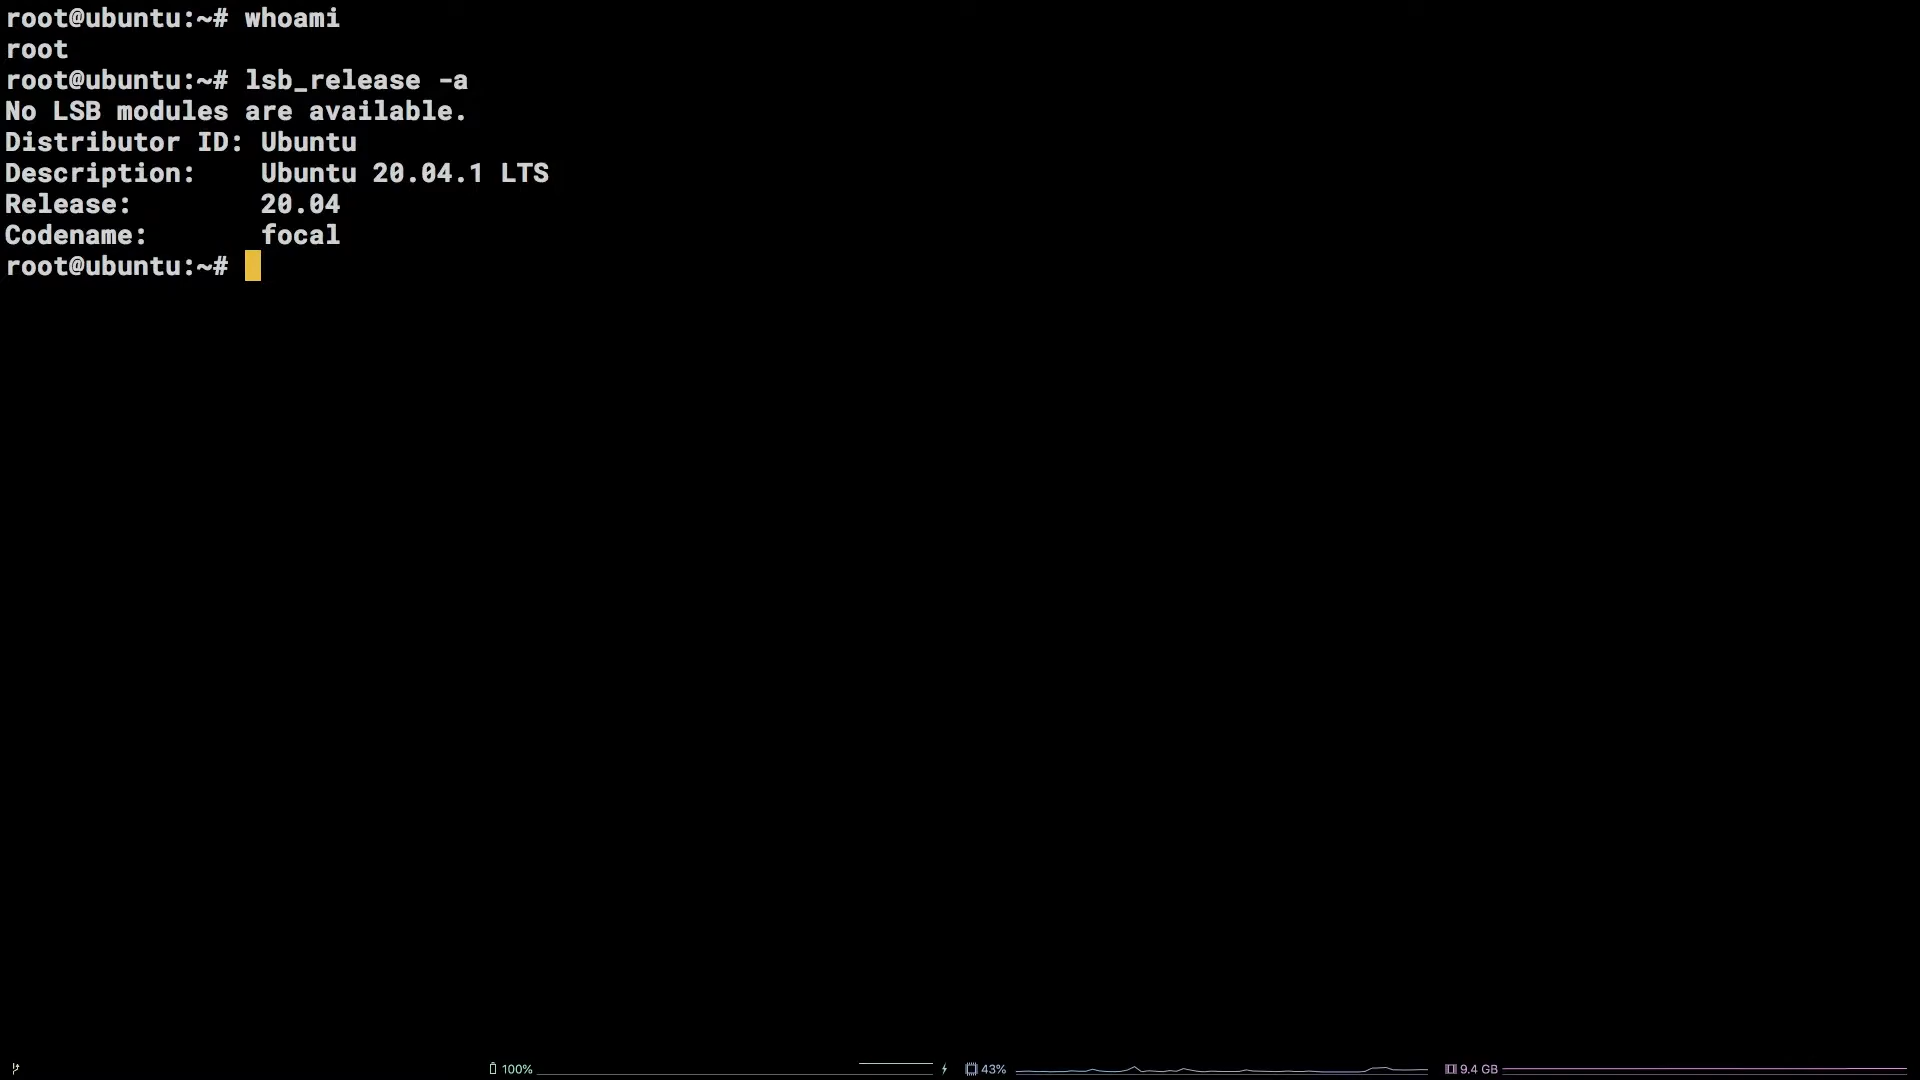 root@ubuntu:~# whoami
root
root@ubuntu:~# lsb_release -a
No LSB modules are available.
Distributor ID: Ubuntu
Description:    Ubuntu 20.04.1 LTS
Release:        20.04
Codename:       focal
root@ubuntu:~#
100% 43% 9.4 GB